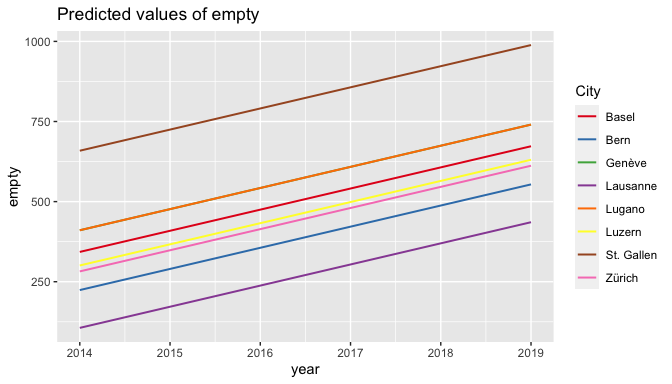 Predicted values of empty
1000
750
500
250
empty
2014 2015 2016 2017 2018 2019
year
City
Basel
Bern
Genève
Lausanne
Lugano
Luzern
St. Gallen
Zürich